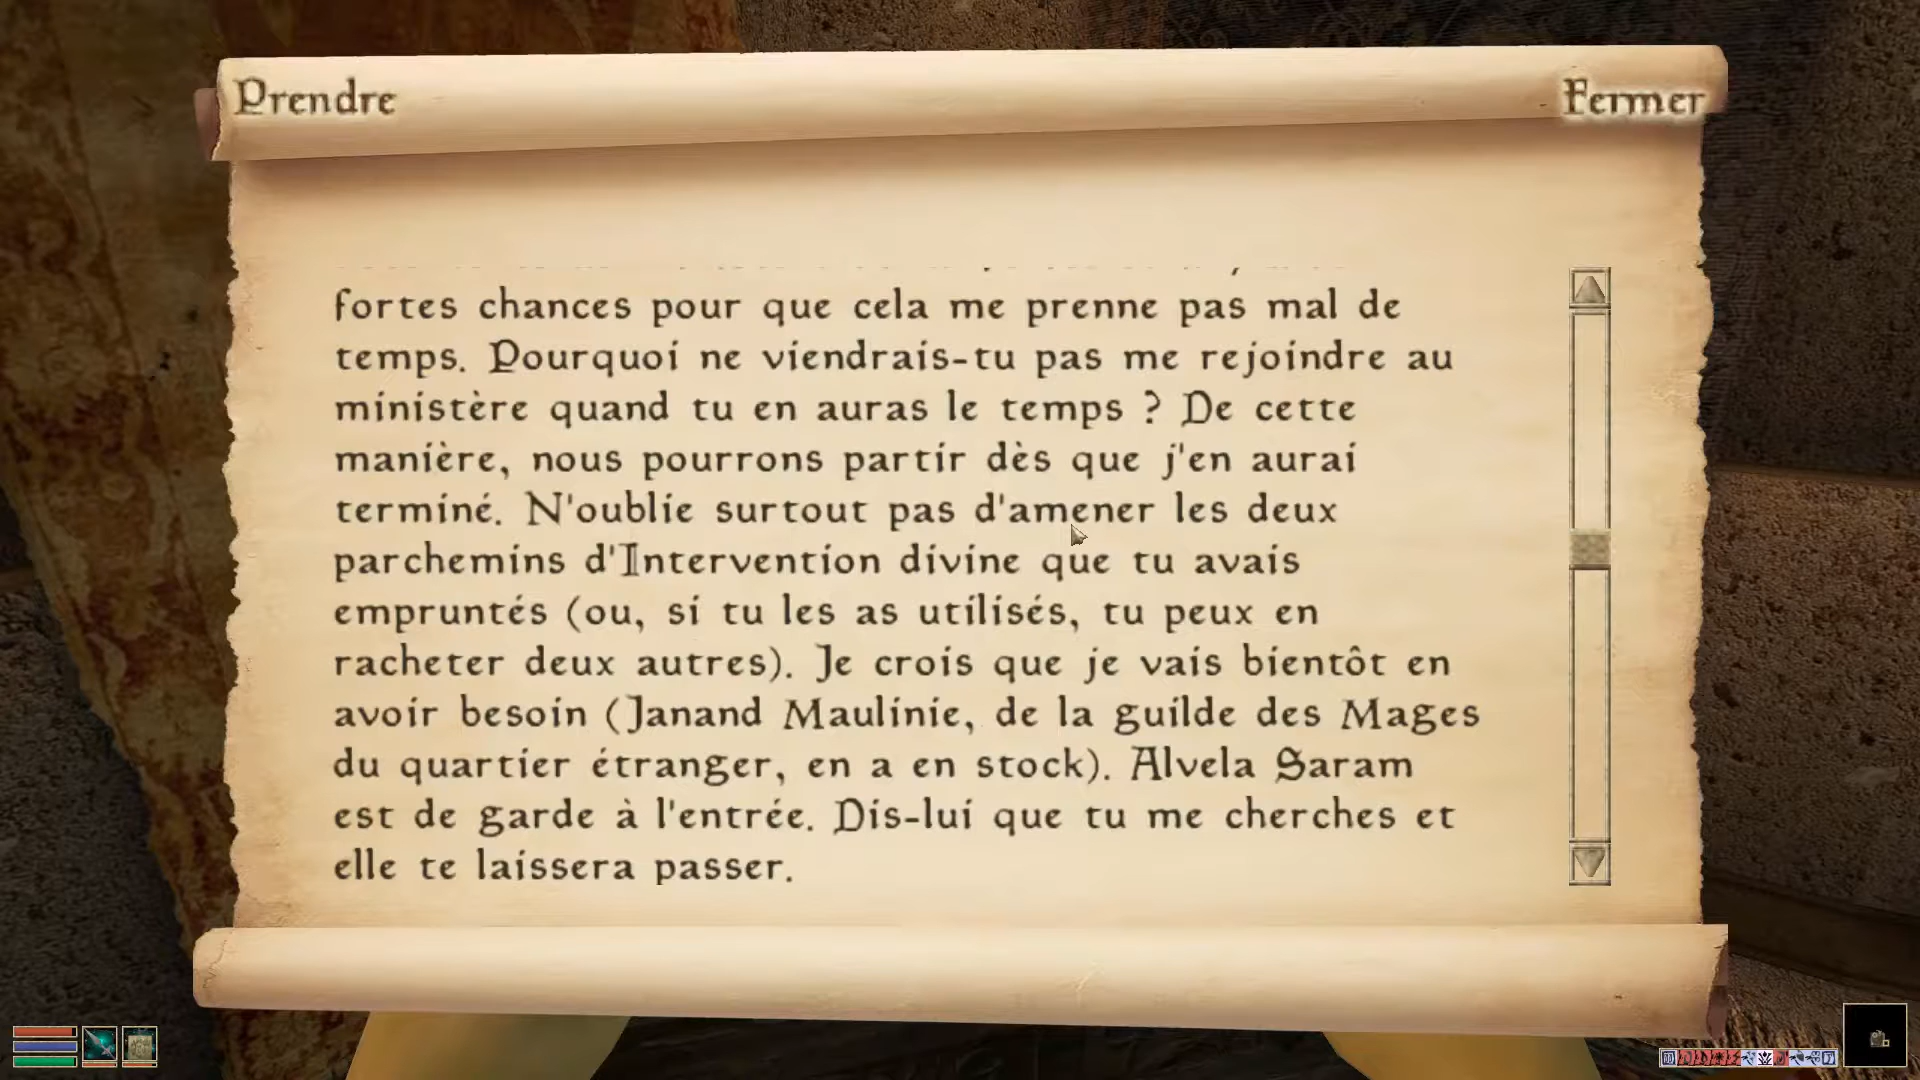 Prendre
Fermer
fortes chances pour que cela me prenne pas mal de
temps. Pourquoi ne viendrais-tu pas me rejoindre au
ministère quand tu en auras le temps ? De cette
manière, nous pourrons partir dès que j'en aurai
terminé. N'oublie surtout pas d'amener les deux
parchemins d'Intervention divine que tu avais
empruntés (ou, si tu les as utilisés, tu peux en
racheter deux autres). Je crois que je vais bientôt en
avoir besoin (Janand Maulinie, de la guilde des Mages
du quartier étranger, en a en stock). Alvela Saram
est de garde à l'entrée. Dis-lui que tu me cherches et
elle te laissera passer.